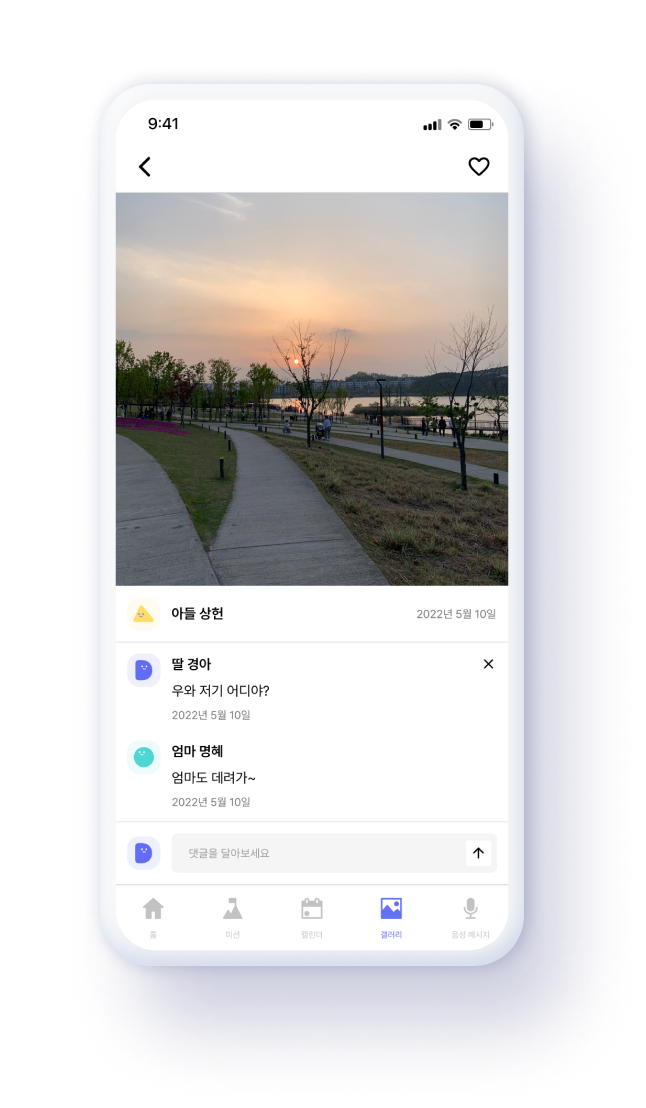 9:41
아들 상헌
2022년 5월 10일
딸 경아
우와 저기 어디야?
2022년 5월 10일
엄마 명혜
엄마도 데려가~
2022년 5월 10일
댓글을 달아보세요
홈
미션
캘린더
갤러리
음성 메시지